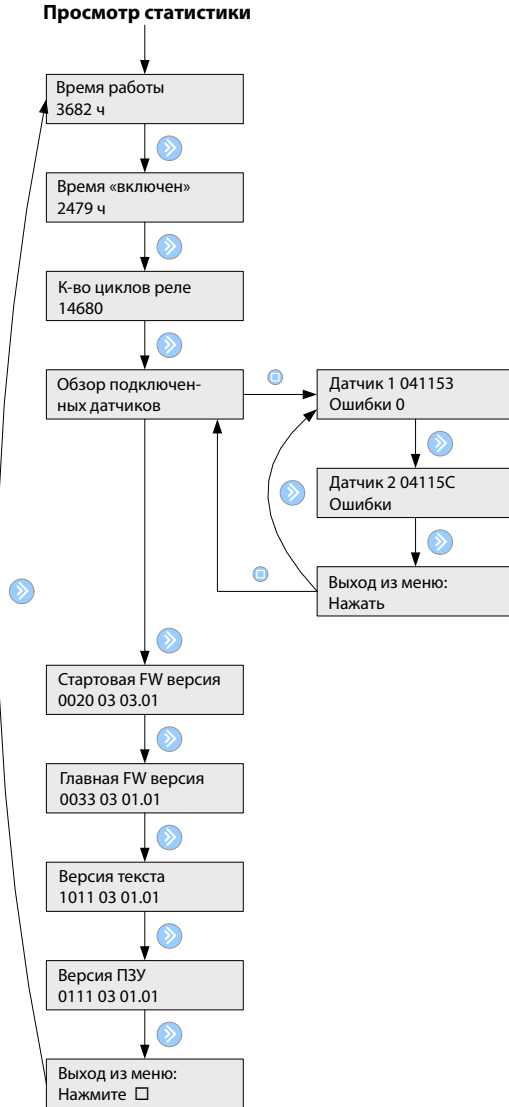 Просмотр статистики
Время работы
3682 ч
Время «включен»
2479 ч
К-во циклов реле
14680
Обзор подключен-
ных датчиков
Датчик 1 041153
Ошибки 0
Датчик 2 04115C
Ошибки
Выход из меню:
Нажать
Стартовая FW версия
0020 03 03.01
Главная FW версия
0033 03 01.01
Версия текста
1011 03 01.01
Версия ПЗУ
0111 03 01.01
Выход из меню:
Нажмите □